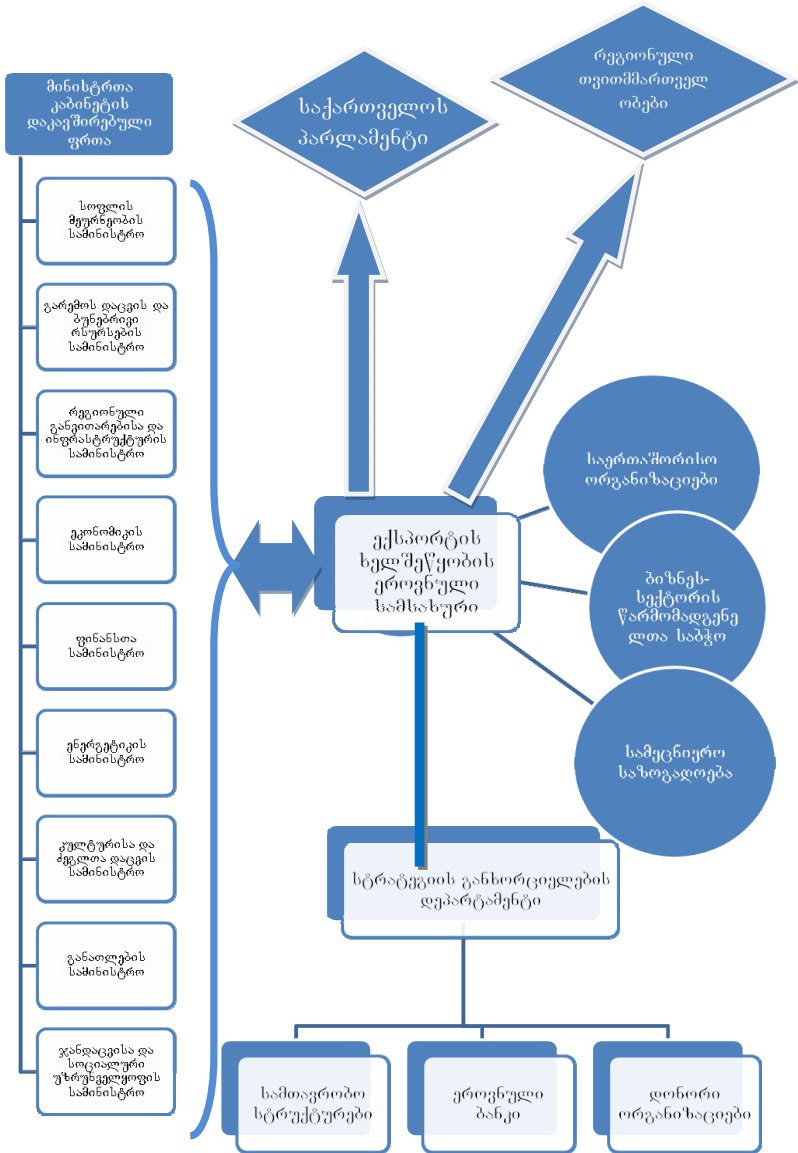 მინისტრთა
კაბინეტის
დაკავშირებული
ფრთა
სოფლის
მეურნეობის
სამინისტრო
გარემოს დაცვის და
ბუნებრივი
რსურსების
სამინისტრო
რეგიონული
განვითარებისა და
ინფრასტრუქტურის
სამინისტრო
ეკონომიკის
სამინისტრო
ფინანსთა
სამინისტრო
ენერგეტიკის
სამინისტრო
კულტურისა და
ძეგლთა დაცვის
სამინისტრო
განათლების
სამინისტრო
ჯანდაცვისა და
სოციალური
უზრუნველყოფის
სამინისტრო
საქართველოს
პარლამენტი
რეგიონული
თვითმმართველ
ობები
ექსპორტის
ხელშეწყობის
ეროვნული
სამსახური
საერთაშორისო
ორგანიზაციები
ბიზნეს-
სექტორის
წარმომადგენე
ლთა საბჭო
სამეცნიერო
საზოგადოება
სტრატეგიის განხორციელების
დეპარტამენტი
სამთავრობო
სტრუქტურები
ეროვნული
ბანკი
დონორი
ორგანიზაციები